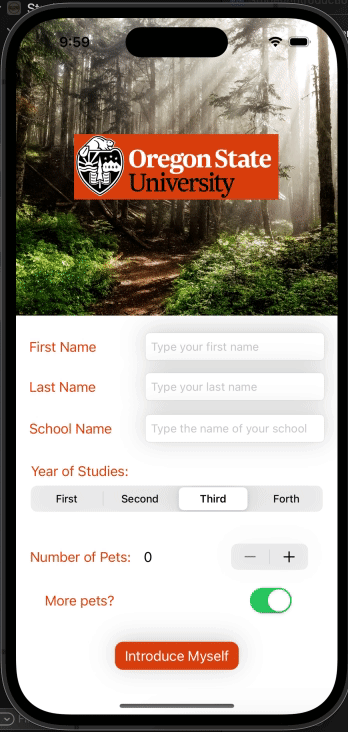 9:59
Oregon State
University
First Name
Type your first name
Last Name
Type your last name
School Name
Type the name of your school
Year of Studies:
First Second Third Forth
Number of Pets: 0
More pets?
Introduce Myself